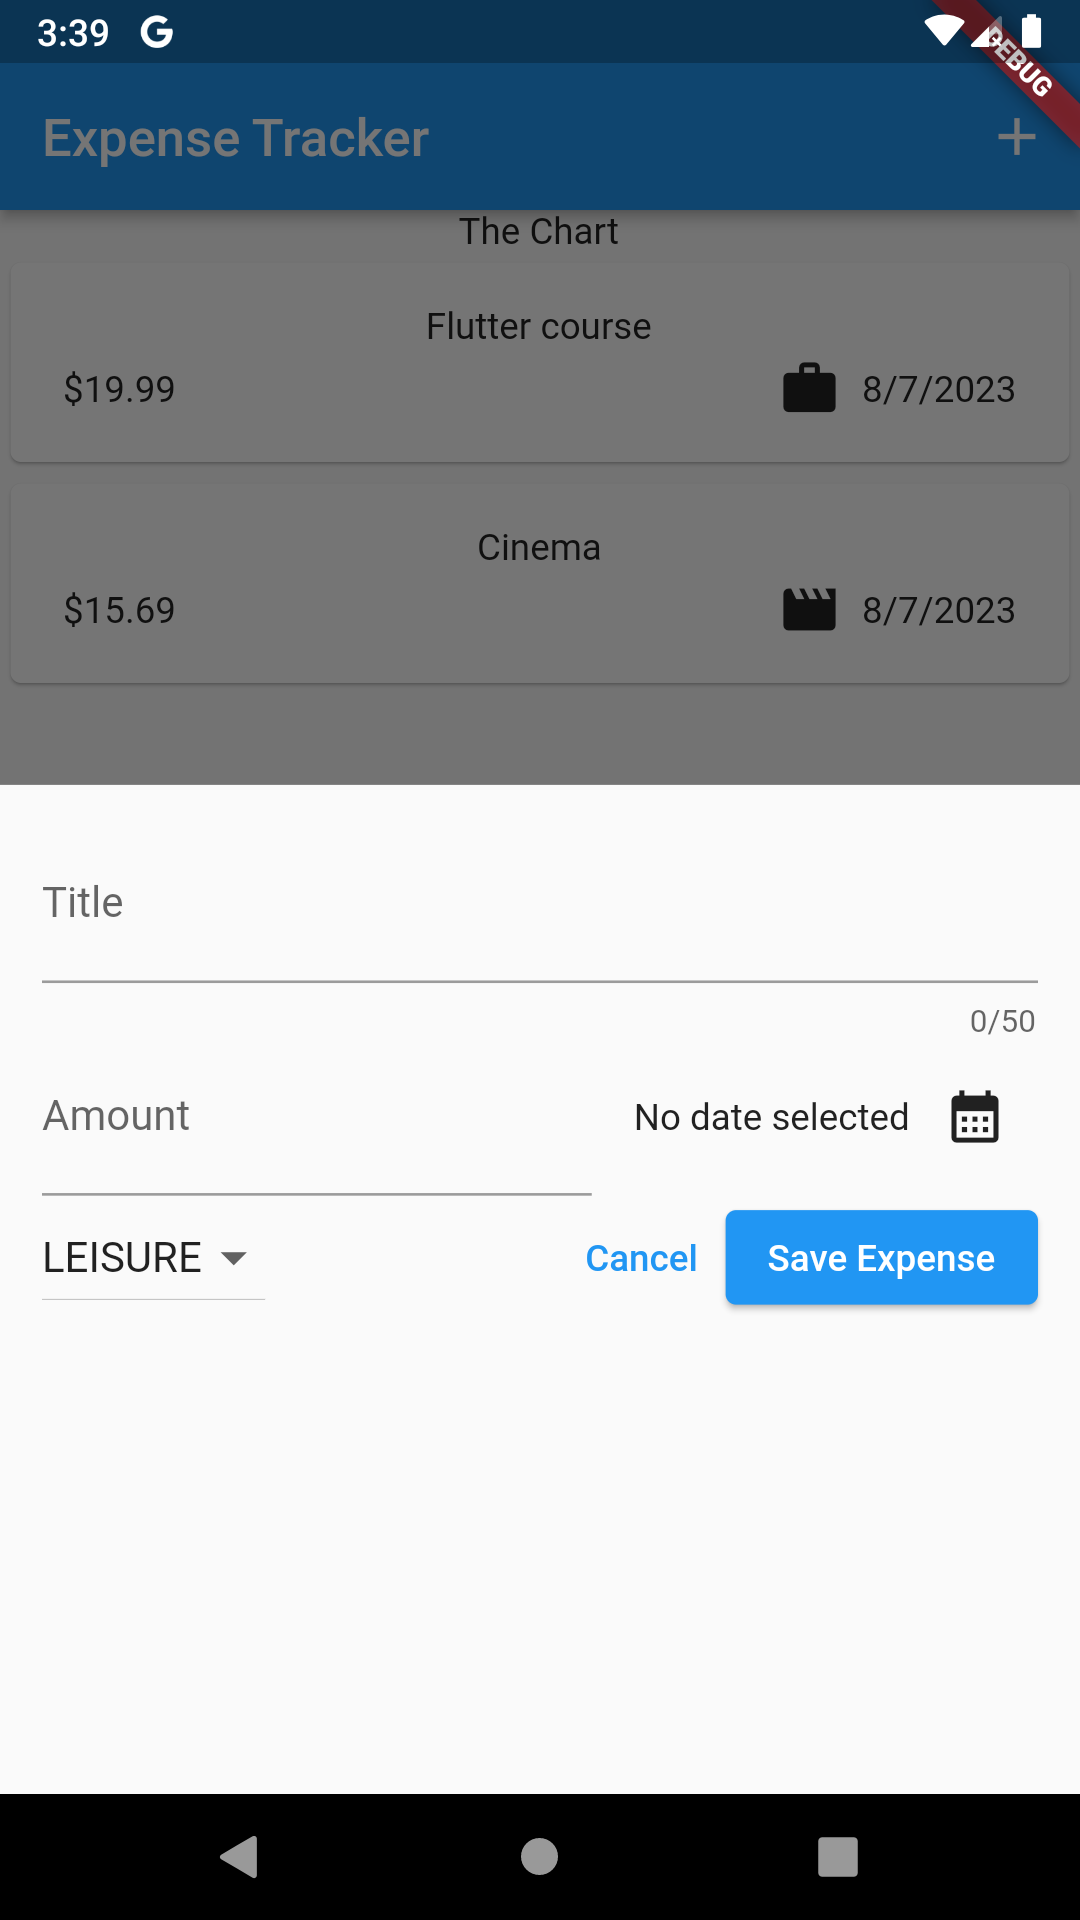 3:39
DEBUG
Expense Tracker
The Chart
Flutter course
$19.99 8/7/2023
Cinema
$15.69 8/7/2023
Title
0/50
Amount No date selected
LEISURE Cancel Save Expense